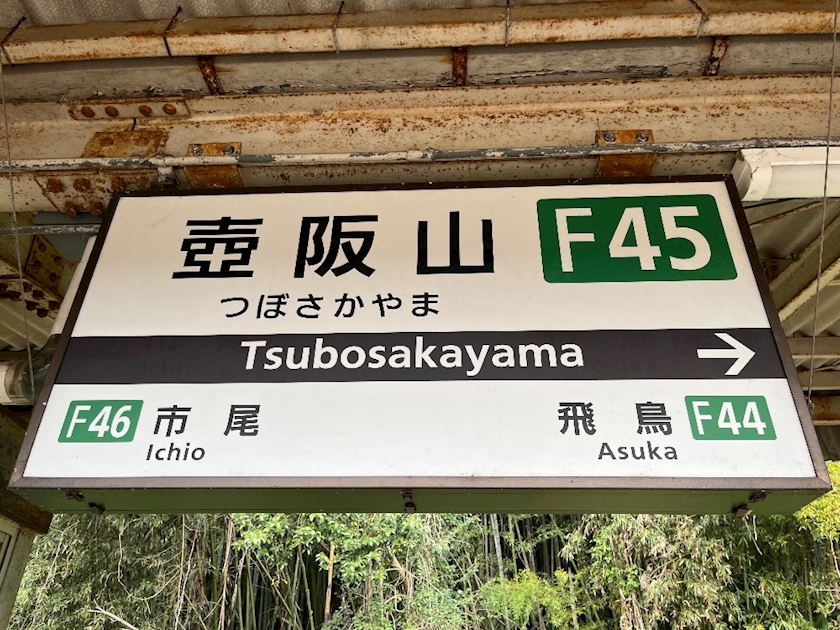 壺阪山 F45
つぼさかやま
Tsubosakayama →
F46 市尾 飛鳥 F44
Ichio Asuka